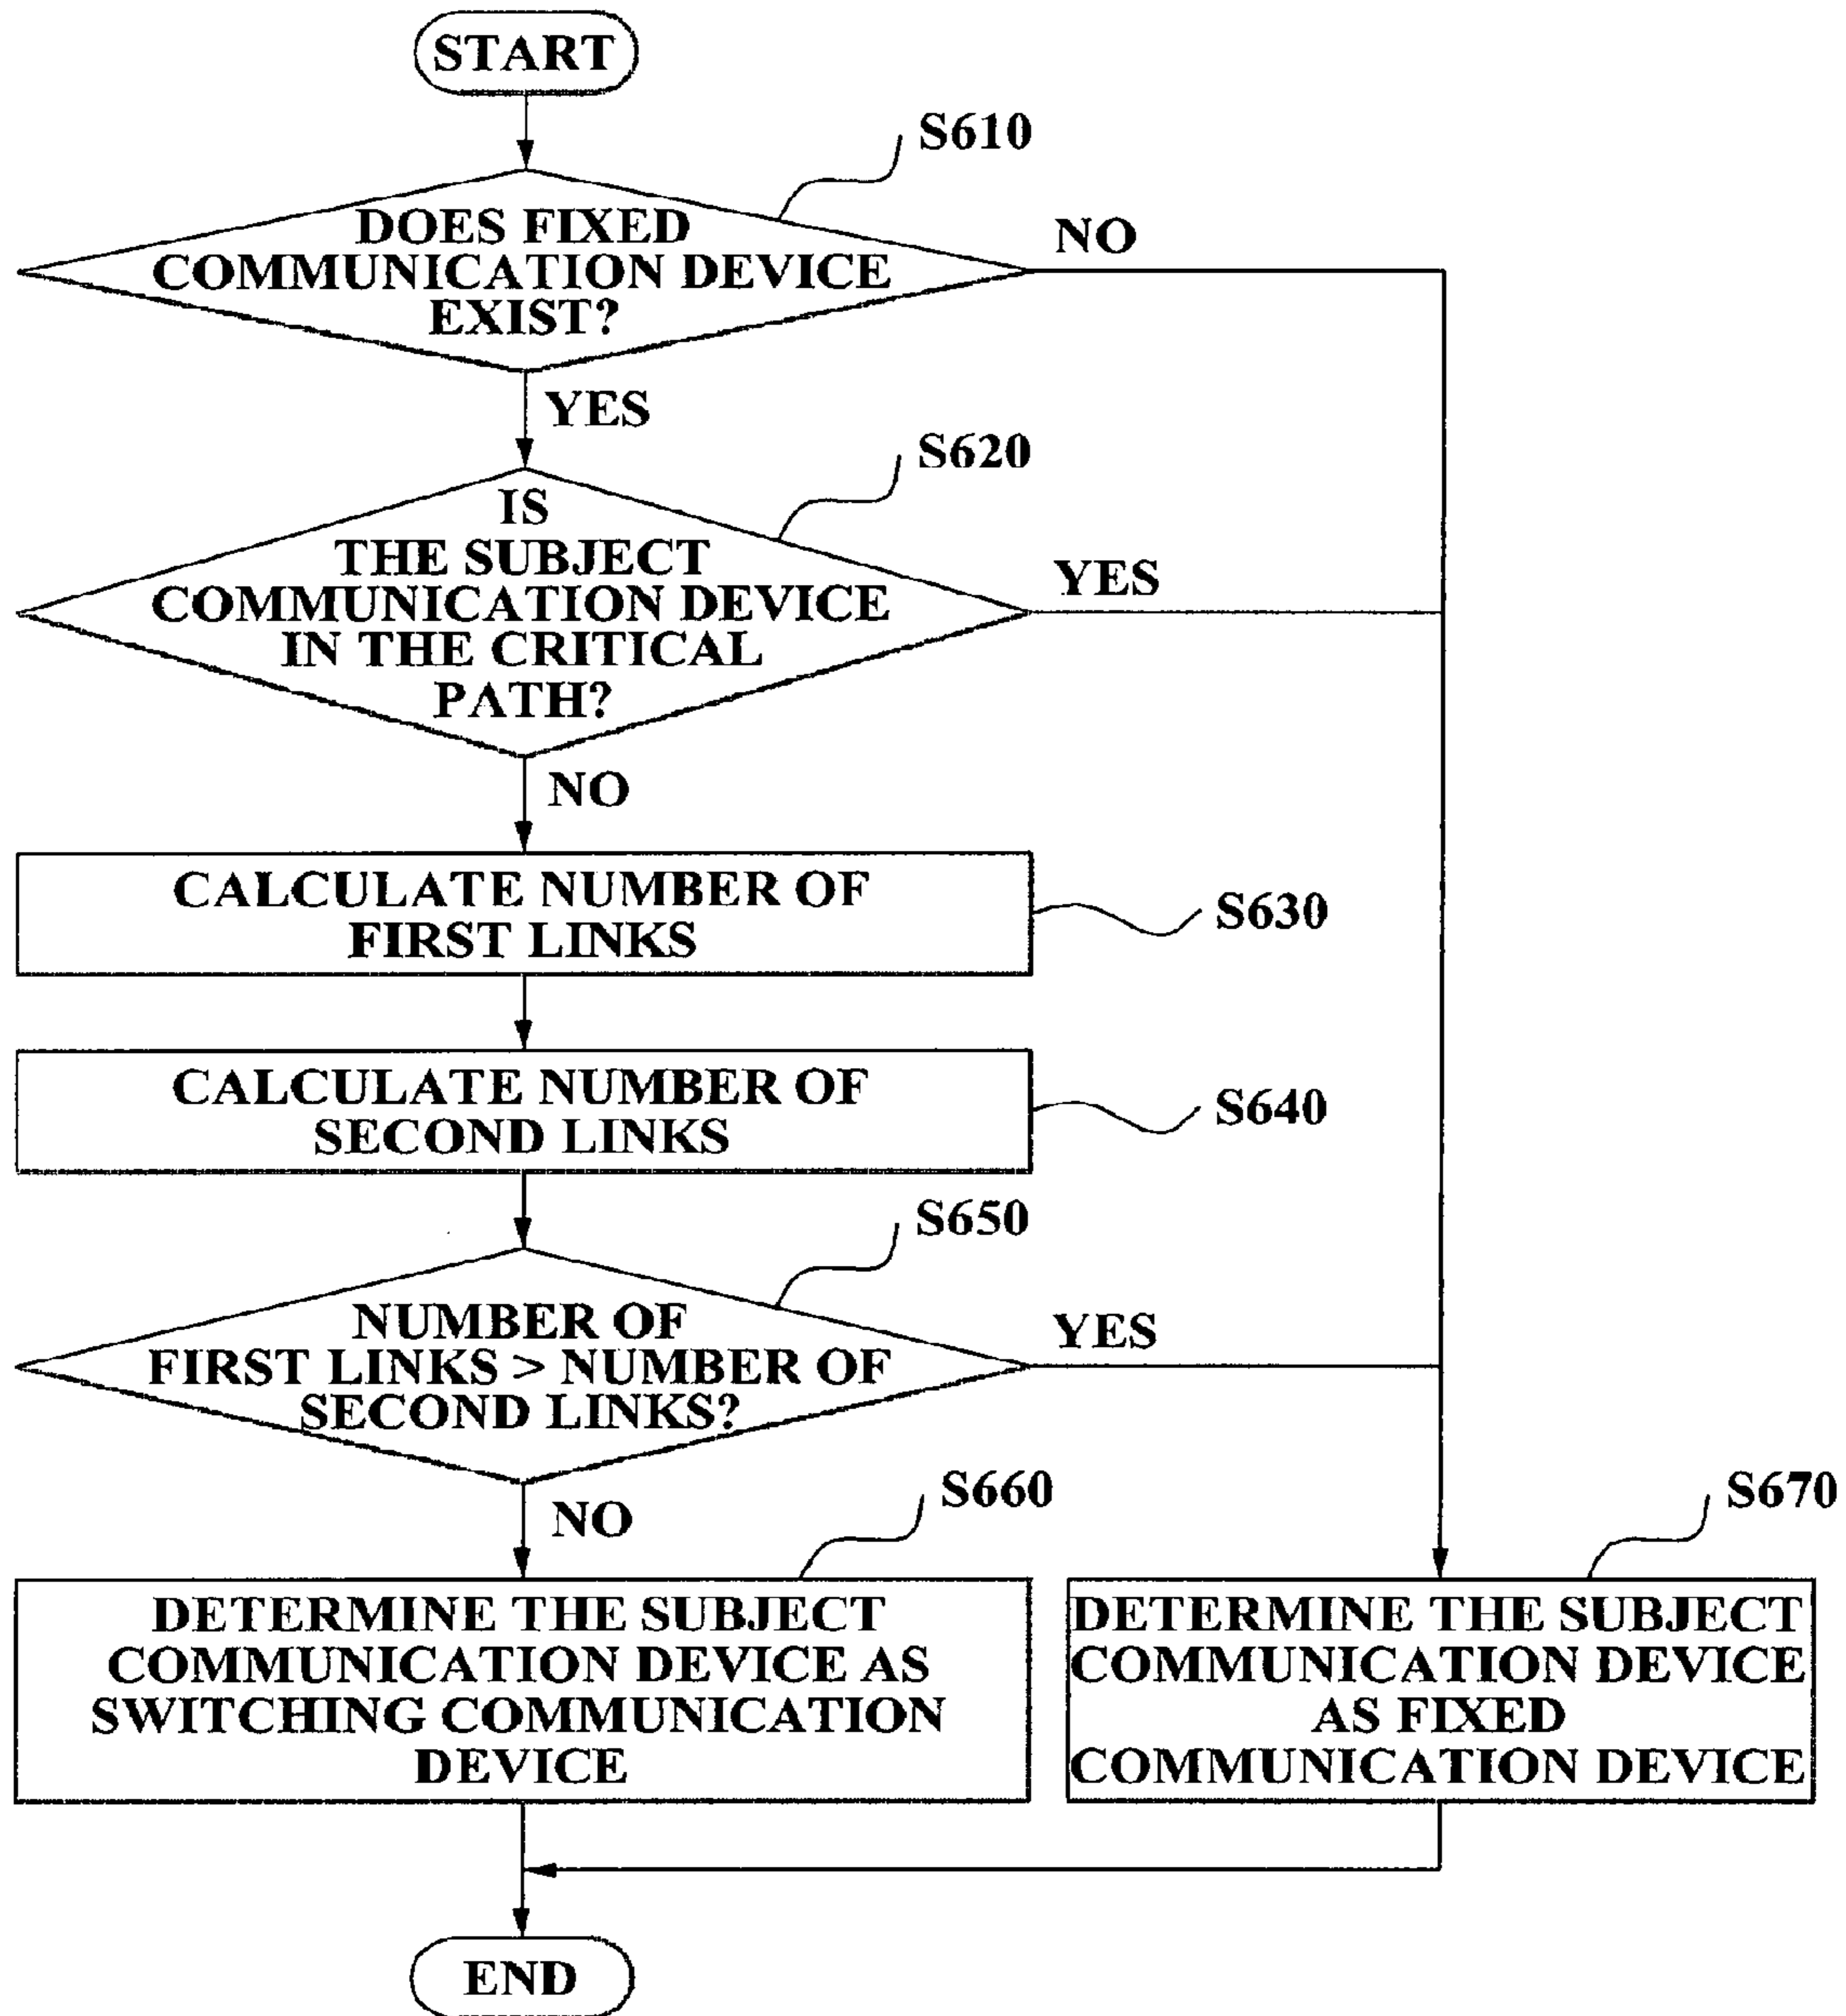 START
S610
DOES FIXED
COMMUNICATION DEVICE
EXIST?
NO
YES
S620
IS
THE SUBJECT
COMMUNICATION DEVICE
IN THE CRITICAL
PATH?
YES
NO
CALCULATE NUMBER OF
FIRST LINKS
S630
CALCULATE NUMBER OF
SECOND LINKS
S640
S650
NUMBER OF
FIRST LINKS > NUMBER OF
SECOND LINKS?
YES
NO
S660
S670
DETERMINE THE SUBJECT
COMMUNICATION DEVICE AS
SWITCHING COMMUNICATION
DEVICE
DETERMINE THE SUBJECT
COMMUNICATION DEVICE
AS FIXED
COMMUNICATION DEVICE
END